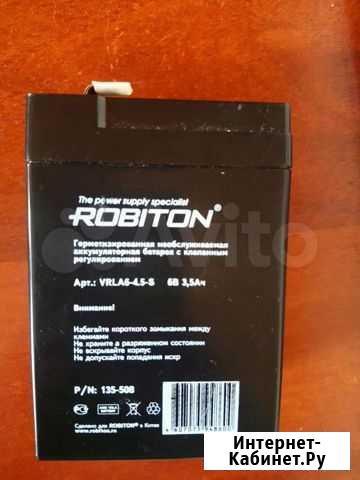 The power supply specialist
ROBITON®
Герметизированная необслуживаемая
аккумуляторная батарея с клапанным
регулированием
Арт.: VRLA6-4.5-S 6В 3,5Ач
Внимание!
Избегайте короткого замыкания между
клеммами
Не хранить в разряженном состоянии
Не вскрывайте корпус
Не допускайте попадания искр
P/N: 135-508
Сделано для ROBITON в Китае
www.robiton.ru
Avito
Интернет-
Кабинет.Ру